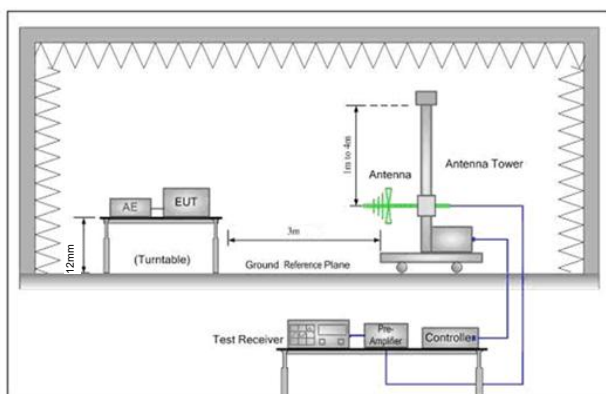 1m to 4m
Antenna
Antenna Tower
AE
EUT
12mm
(Turntable)
3m
Ground Reference Plane
Test Receiver
Pre-
Amplifier
Controller